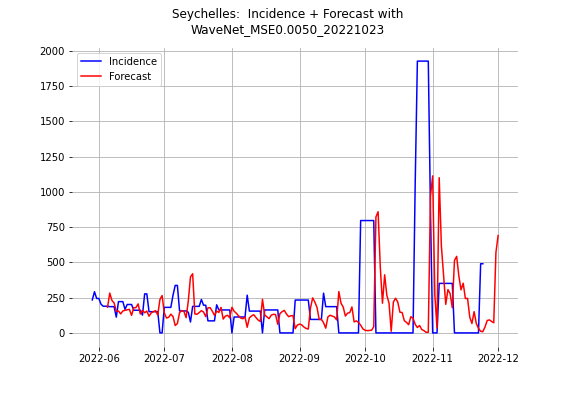 Seychelles:  Incidence + Forecast with
WaveNet_MSE0.0050_20221023
Incidence
Forecast
2000
1750
1500
1250
1000
750
500
250
0
2022-06 2022-07 2022-08 2022-09 2022-10 2022-11 2022-12